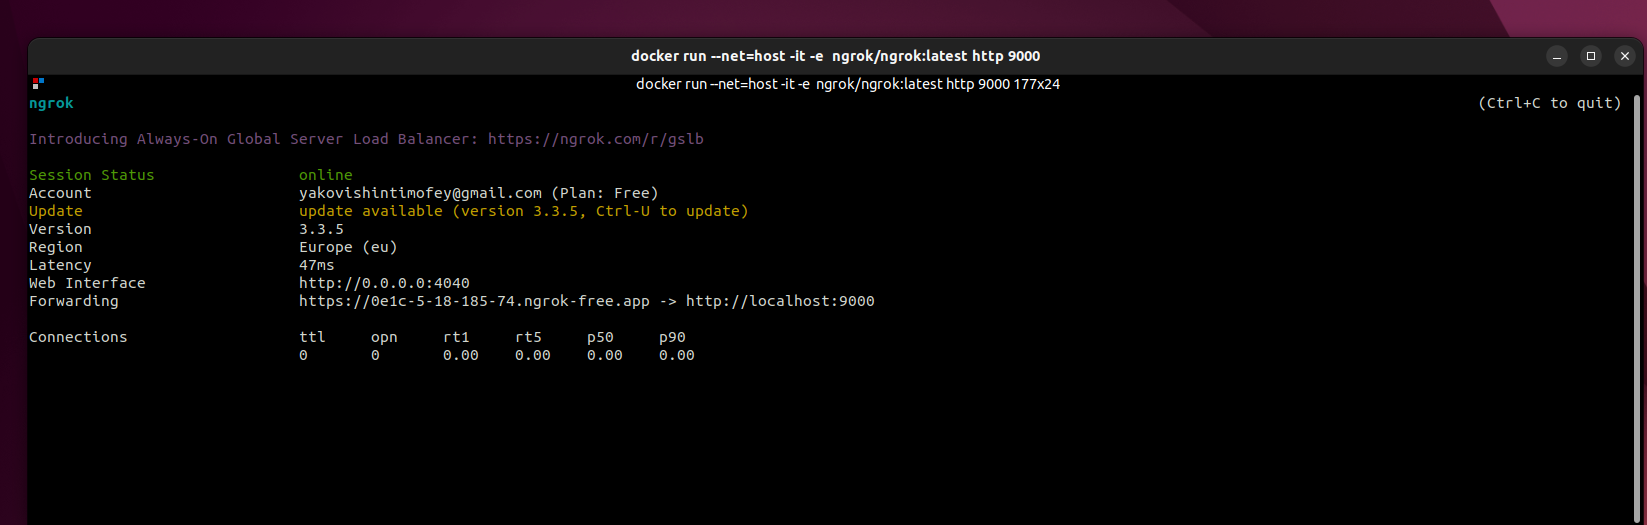 docker run --net=host -it -e  ngrok/ngrok:latest http 9000
docker run --net=host -it -e  ngrok/ngrok:latest http 9000 177x24
ngrok (Ctrl+C to quit)
Introducing Always-On Global Server Load Balancer: https://ngrok.com/r/gslb
Session Status online
Account yakovishintimofey@gmail.com (Plan: Free)
Update update available (version 3.3.5, Ctrl-U to update)
Version 3.3.5
Region Europe (eu)
Latency 47ms
Web Interface http://0.0.0.0:4040
Forwarding https://0e1c-5-18-185-74.ngrok-free.app -> http://localhost:9000
Connections ttl opn rt1 rt5 p50 p90
0 0 0.00 0.00 0.00 0.00